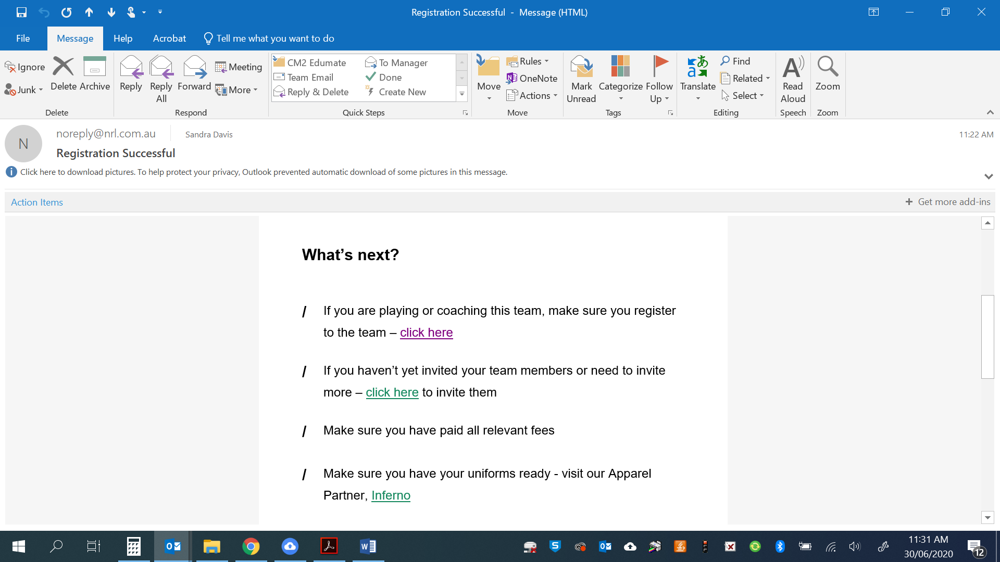 Registration Successful - Message (HTML)
File Message Help Acrobat Tell me what you want to do
Ignore
Junk
Delete
Archive
Delete
Reply
Reply All
Forward
Meeting
More
Respond
CM2 Edumate
Team Email
Reply & Delete
To Manager
Done
Create New
Quick Steps
Move
Rules
OneNote
Actions
Move
Mark Unread
Categorize
Follow Up
Tags
Translate
Find
Related
Select
Editing
Read Aloud
Speech
Zoom
Zoom
N
noreply@nrl.com.au Sandra Davis
11:22 AM
Registration Successful
Click here to download pictures. To help protect your privacy, Outlook prevented automatic download of some pictures in this message.
Action Items
+ Get more add-ins
What’s next?
/ If you are playing or coaching this team, make sure you register
to the team – click here
/ If you haven’t yet invited your team members or need to invite
more – click here to invite them
/ Make sure you have paid all relevant fees
/ Make sure you have your uniforms ready - visit our Apparel
Partner, Inferno
11:31 AM
30/06/2020
12